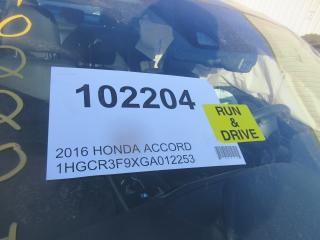 102204
RUN
&
DRIVE
2016 HONDA ACCORD
1HGCR3F9XGA012253